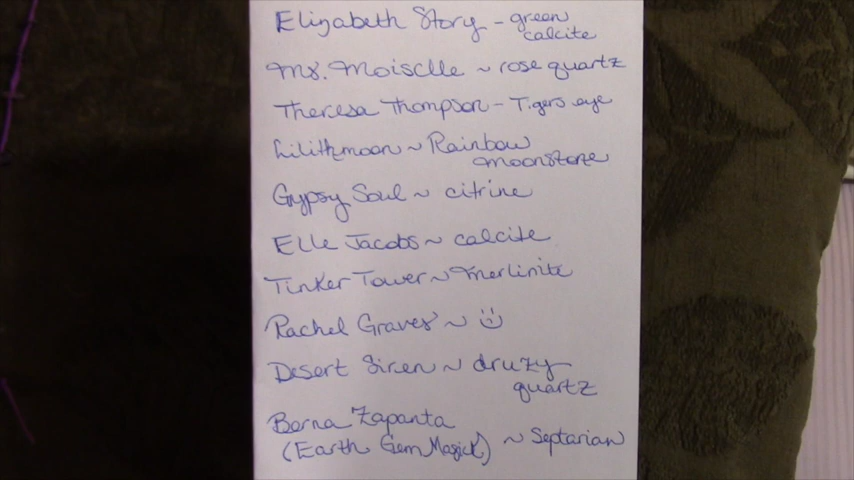 Elizabeth Story - green
calcite
Ms. Moiselle ~ rose quartz
Theresa Thompson - Tigers eye
Lilithmoon ~ Rainbow
moonstone
Gypsy Soul ~ citrine
Elle Jacobs ~ calcite
Tinker Tower ~ Merlinite
Rachel Graves ~ :)
Desert Siren ~ druzy
quartz
Berna Zapanta
(Earth Gem Magick) ~ Septarian